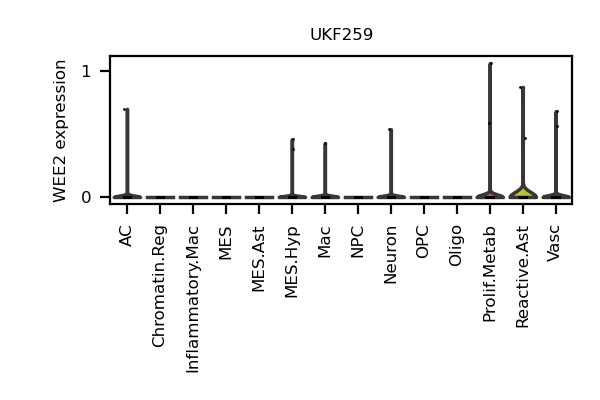 UKF259
WEE2 expression
1
0
AC
Chromatin.Reg
Inflammatory.Mac
MES
MES.Ast
MES.Hyp
Mac
NPC
Neuron
OPC
Oligo
Prolif.Metab
Reactive.Ast
Vasc